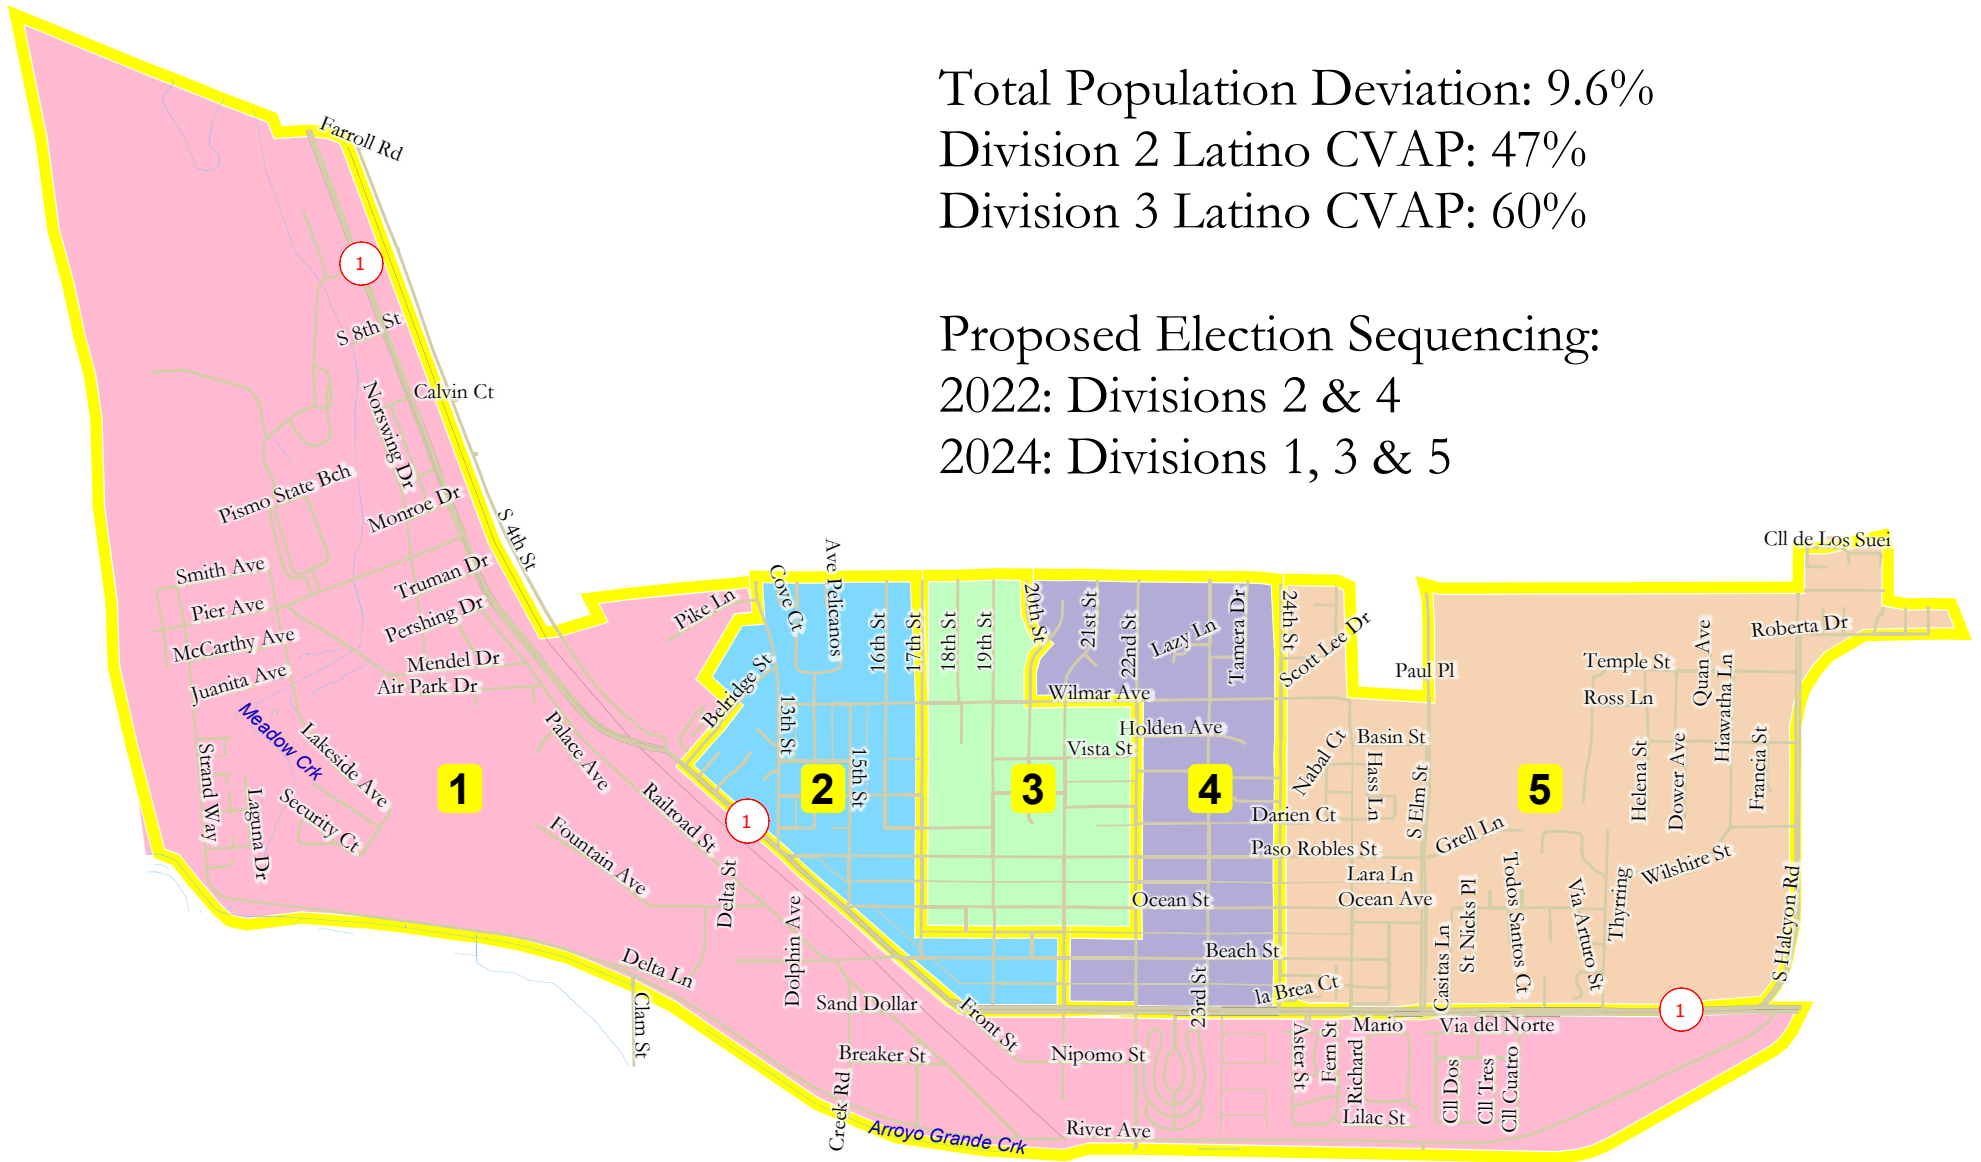 Total Population Deviation: 9.6%
Division 2 Latino CVAP: 47%
Division 3 Latino CVAP: 60%
Proposed Election Sequencing:
2022: Divisions 2 & 4
2024: Divisions 1, 3 & 5
Farroll Rd
1
S 8th St
Calvin Ct
Norswing Dr
Pismo State Bch
Monroe Dr
S 4th St
Smith Ave
Truman Dr
Pier Ave
Pershing Dr
McCarthy Ave
Mendel Dr
Juanita Ave
Air Park Dr
Meadow Crk
Lakeside Ave
Strand Way
Laguna Dr
Security Ct
1
Palace Ave
Railroad St
Fountain Ave
Delta St
Dolphin Ave
Delta Ln
Clam St
Sand Dollar
Breaker St
Creek Rd
Arroyo Grande Crk
Front St
Nipomo St
River Ave
Pike Ln
Belridge St
Cove Ct
Ave Pelicanos
16th St
17th St
13th St
15th St
2
1
18th St
19th St
20th St
3
Vista St
21st St
22nd St
Lazy Ln
Tamera Dr
Wilmar Ave
Holden Ave
4
Ocean St
Beach St
23rd St
24th St
Scott Lee Dr
Paul Pl
Basin St
Nabal Ct
Hass Ln
S Elm St
Darien Ct
Paso Robles St
Lara Ln
Ocean Ave
la Brea Ct
Grell Ln
5
Cll de Los Suei
Roberta Dr
Temple St
Ross Ln
Quan Ave
Hiawatha Ln
Helena St
Dower Ave
Francia St
Wilshire St
Thyrring
Via Arturo St
Todos Santos Ct
St Nicks Pl
Casitas Ln
S Halcyon Rd
1
Aster St
Fern St
Richard
Mario
Via del Norte
Lilac St
Cll Dos
Cll Tres
Cll Cuatro